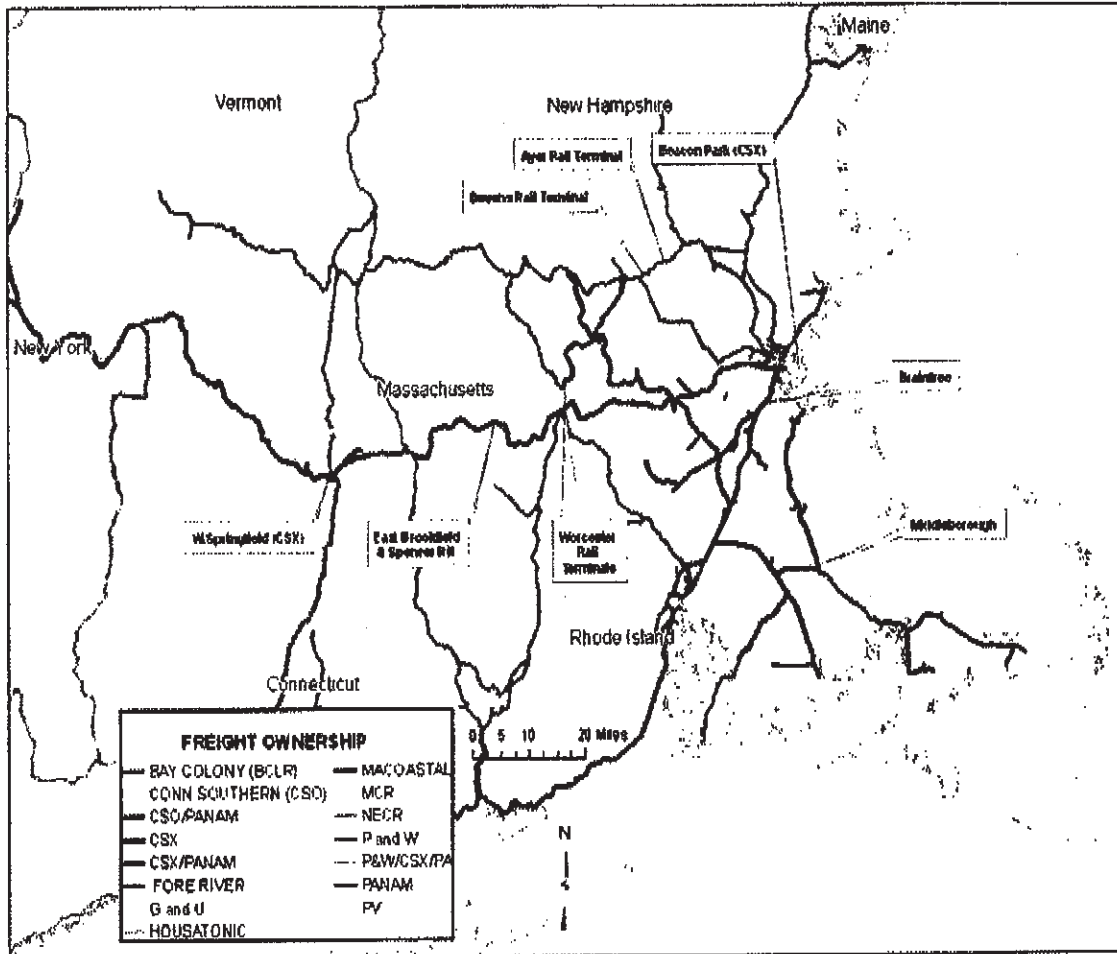 Maine
Vermont
New Hampshire
Ayer Rail Terminal
Beacon Park (CSX)
Rail Terminal
New York
Massachusetts
Braintree
W.Springfield (CSX)
East Brookfield
& Spencer RR
Worcester
Rail
Terminals
Middleborough
Rhode Island
Connecticut
0 5 10 20 Miles
N
FREIGHT OWNERSHIP
BAY COLONY (BCLR)
CONN SOUTHERN (CSO)
CSO/PANAM
CSX
CSX/PANAM
FORE RIVER
G and U
HOUSATONIC
MACOASTAL
MCR
NECR
P and W
P&W/CSX/PA
PANAM
PV